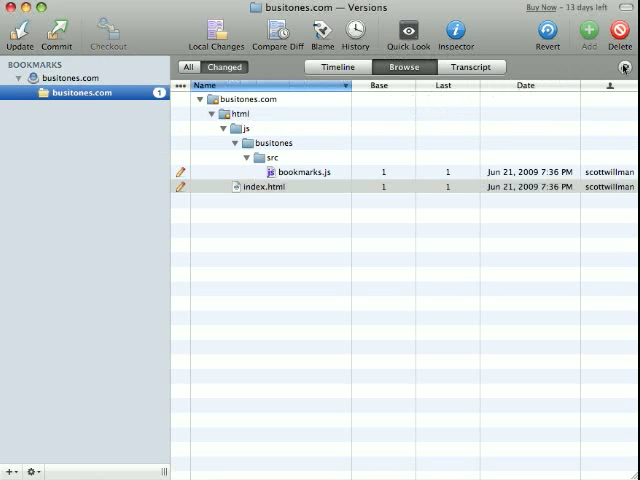 busitones.com — Versions
Buy Now - 13 days left
Update Commit Checkout Local Changes Compare Diff Blame History Quick Look Inspector Revert Add Delete
BOOKMARKS
busitones.com
busitones.com 1
All Changed Timeline Browse Transcript
Name Base Last Date
busitones.com
html
js
busitones
src
js bookmarks.js 1 1 Jun 21, 2009 7:36 PM scottwillman
index.html 1 1 Jun 21, 2009 7:36 PM scottwillman